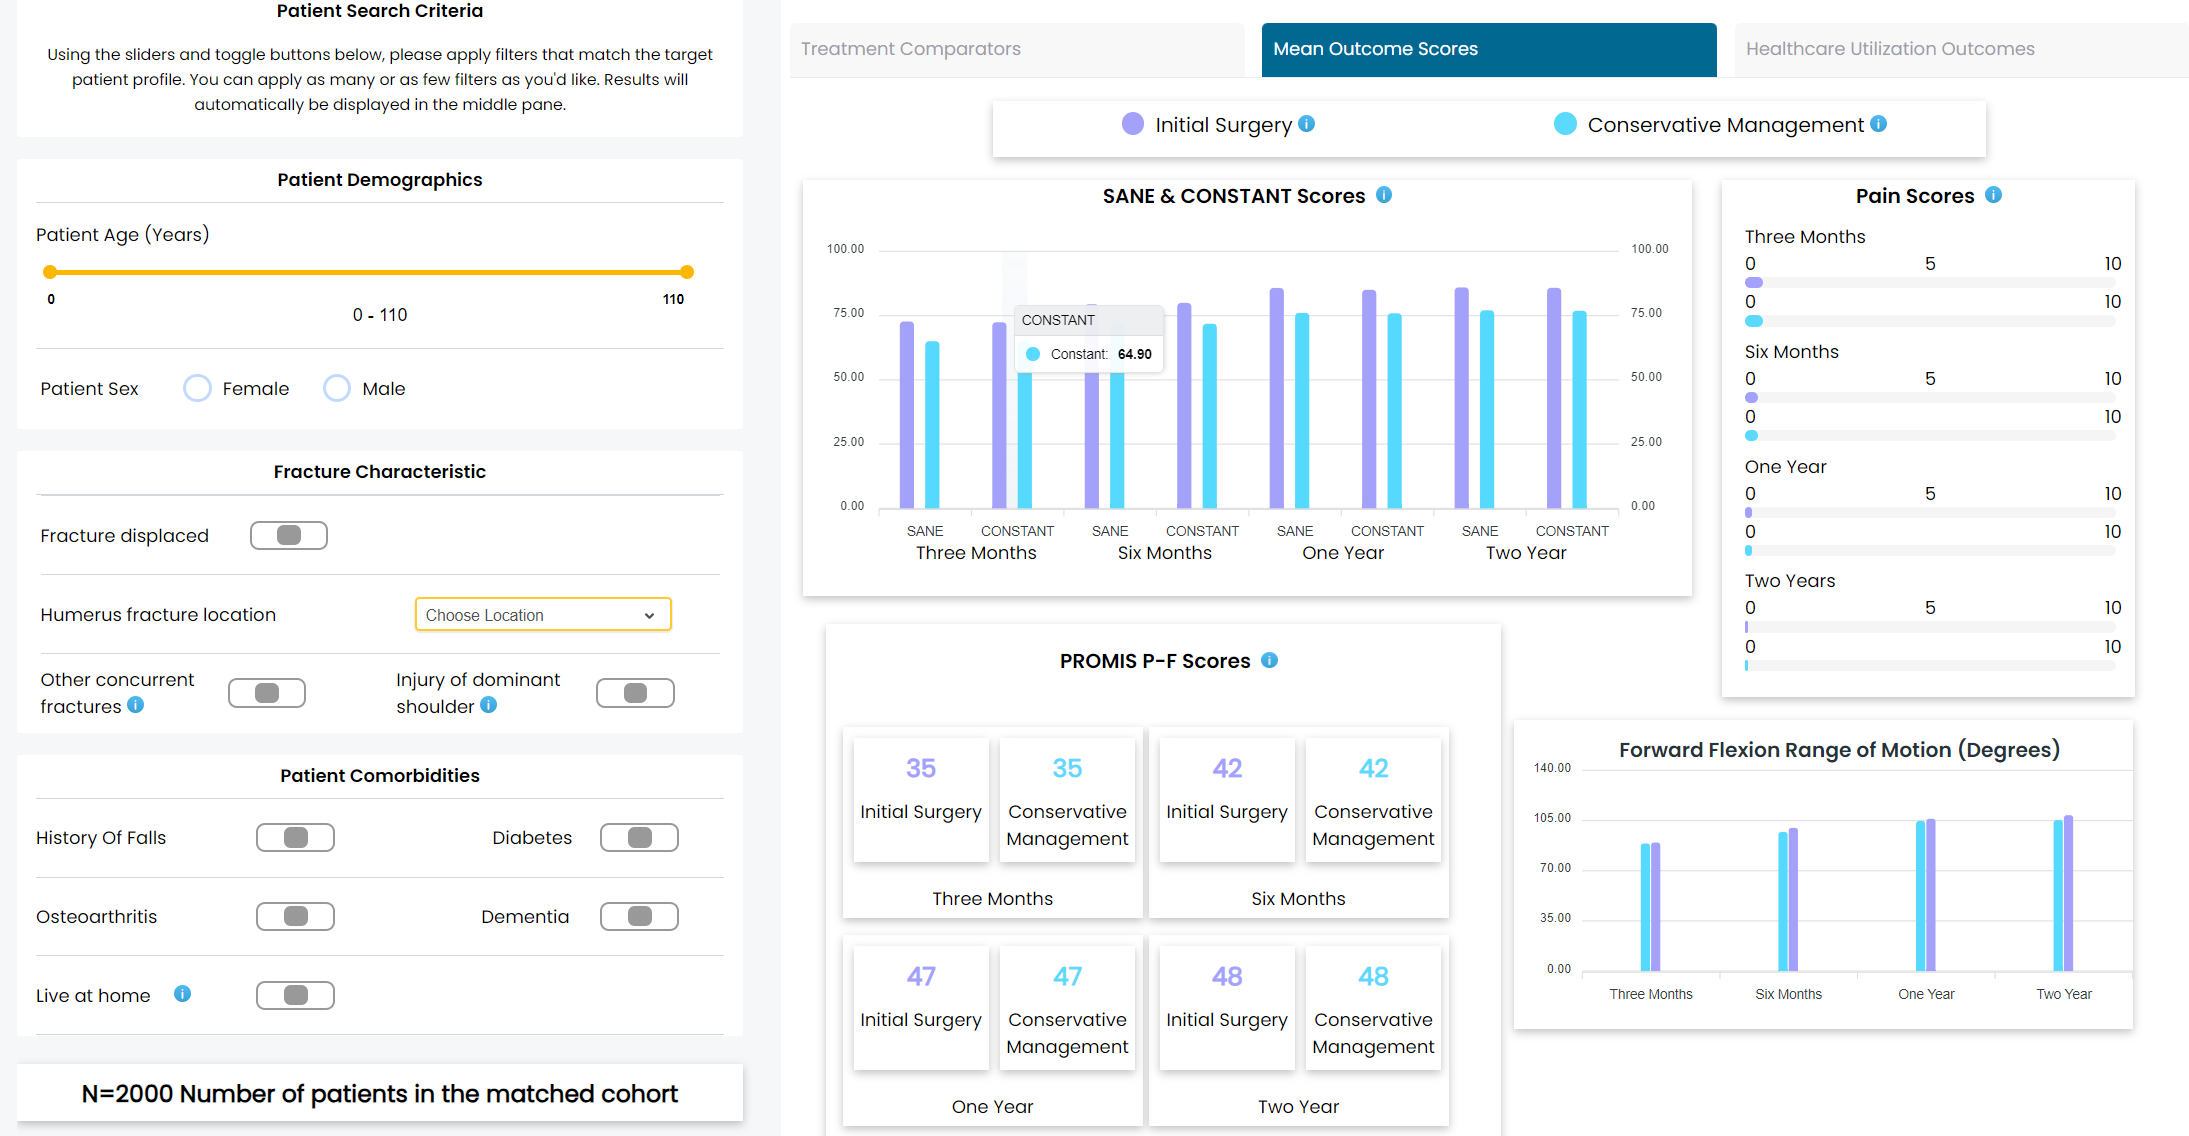 Patient Search Criteria
Using the sliders and toggle buttons below, please apply filters that match the target
patient profile. You can apply as many or as few filters as you'd like. Results will
automatically be displayed in the middle pane.
Patient Demographics
Patient Age (Years)
0 110
0 - 110
Patient Sex Female Male
Fracture Characteristic
Fracture displaced
Humerus fracture location Choose Location
Other concurrent
fractures
Injury of dominant
shoulder
Patient Comorbidities
History Of Falls Diabetes
Osteoarthritis Dementia
Live at home
N=2000 Number of patients in the matched cohort
Treatment Comparators Mean Outcome Scores Healthcare Utilization Outcomes
Initial Surgery Conservative Management
SANE & CONSTANT Scores
100.00 100.00
75.00 75.00
50.00 50.00
25.00 25.00
0.00 0.00
CONSTANT
Constant: 64.90
SANE CONSTANT SANE CONSTANT SANE CONSTANT SANE CONSTANT
Three Months Six Months One Year Two Year
Pain Scores
Three Months
0 5 10
0 10
Six Months
0 5 10
0 10
One Year
0 5 10
0 10
Two Years
0 5 10
0 10
PROMIS P-F Scores
35 35 42 42
Initial Surgery Conservative Initial Surgery Conservative
Management Management
Three Months Six Months
47 47 48 48
Initial Surgery Conservative Initial Surgery Conservative
Management Management
One Year Two Year
Forward Flexion Range of Motion (Degrees)
140.00
105.00
70.00
35.00
0.00
Three Months Six Months One Year Two Year